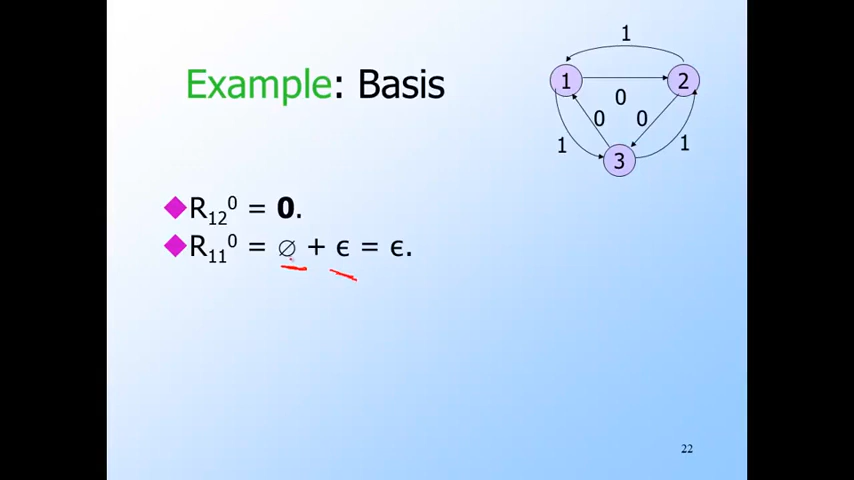 Example: Basis
1
1 2
0
0 0
1 1
3
R₁₂⁰ = 0.
R₁₁⁰ = ∅ + ϵ = ϵ.
22